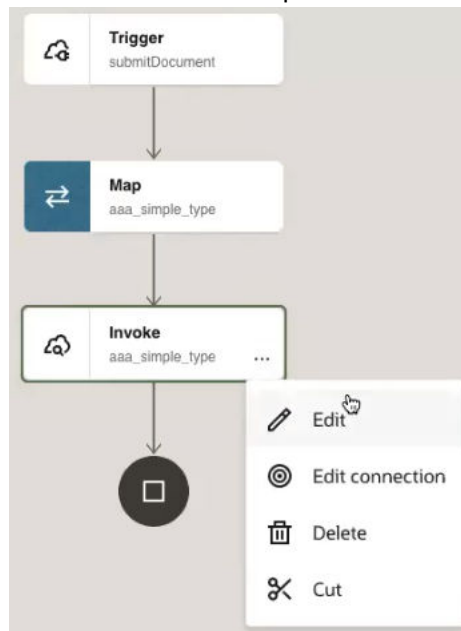 Trigger
submitDocument
Map
aaa_simple_type
Invoke
aaa_simple_type
...
Edit
Edit connection
Delete
Cut